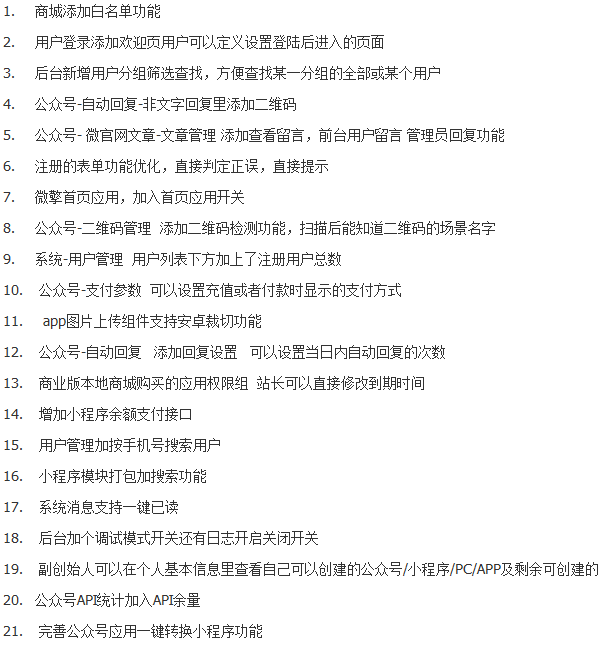 1. 商城添加白名单功能
2. 用户登录添加欢迎页用户可以定义设置登陆后进入的页面
3. 后台新增用户分组筛选查找，方便查找某一分组的全部或某个用户
4. 公众号-自动回复-非文字回复里添加二维码
5. 公众号- 微官网文章-文章管理 添加查看留言，前台用户留言 管理员回复功能
6. 注册的表单功能优化，直接判定正误，直接提示
7. 微擎首页应用，加入首页应用开关
8. 公众号-二维码管理 添加二维码检测功能，扫描后能知道二维码的场景名字
9. 系统-用户管理 用户列表下方加上了注册用户总数
10. 公众号-支付参数 可以设置充值或者付款时显示的支付方式
11. app图片上传组件支持安卓裁切功能
12. 公众号-自动回复 添加回复设置 可以设置当日内自动回复的次数
13. 商业版本地商城购买的应用权限组 站长可以直接修改到期时间
14. 增加小程序余额支付接口
15. 用户管理加按手机号搜索用户
16. 小程序模块打包加搜索功能
17. 系统消息支持一键已读
18. 后台加个调试模式开关还有日志开启关闭开关
19. 副创始人可以在个人基本信息里查看自己可以创建的公众号/小程序/PC/APP及剩余可创建的
20. 公众号API统计加入API余量
21. 完善公众号应用一键转换小程序功能